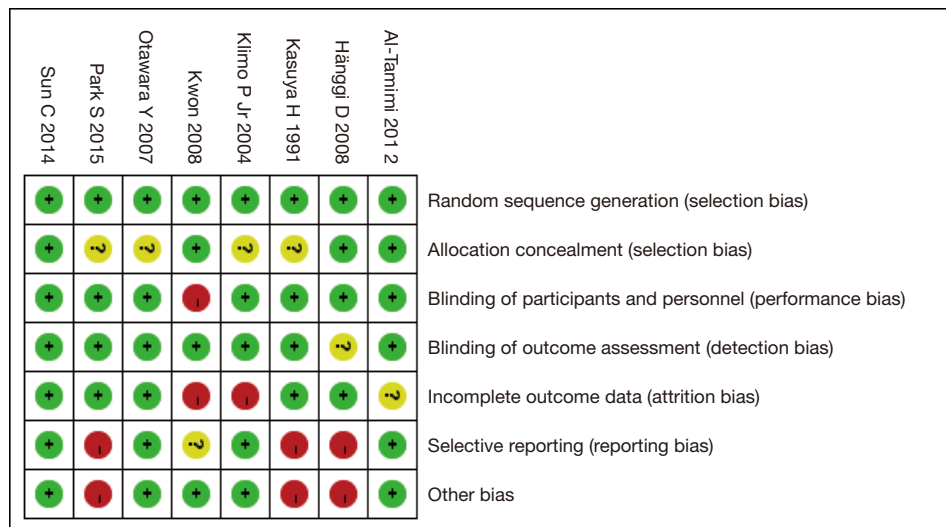 Sun C 2014
Park S 2015
Otawara Y 2007
Kwon 2008
Klimo P Jr 2004
Kasuya H 1991
Hänggi D 2008
Al-Tamimi 201 2
+ + + + + + + + Random sequence generation (selection bias)
+ ? ? + ? ? + + Allocation concealment (selection bias)
+ + + – + + + + Blinding of participants and personnel (performance bias)
+ + + + + + ? + Blinding of outcome assessment (detection bias)
+ + + – – + + ? Incomplete outcome data (attrition bias)
+ – + ? + – – + Selective reporting (reporting bias)
+ – + + + – – + Other bias